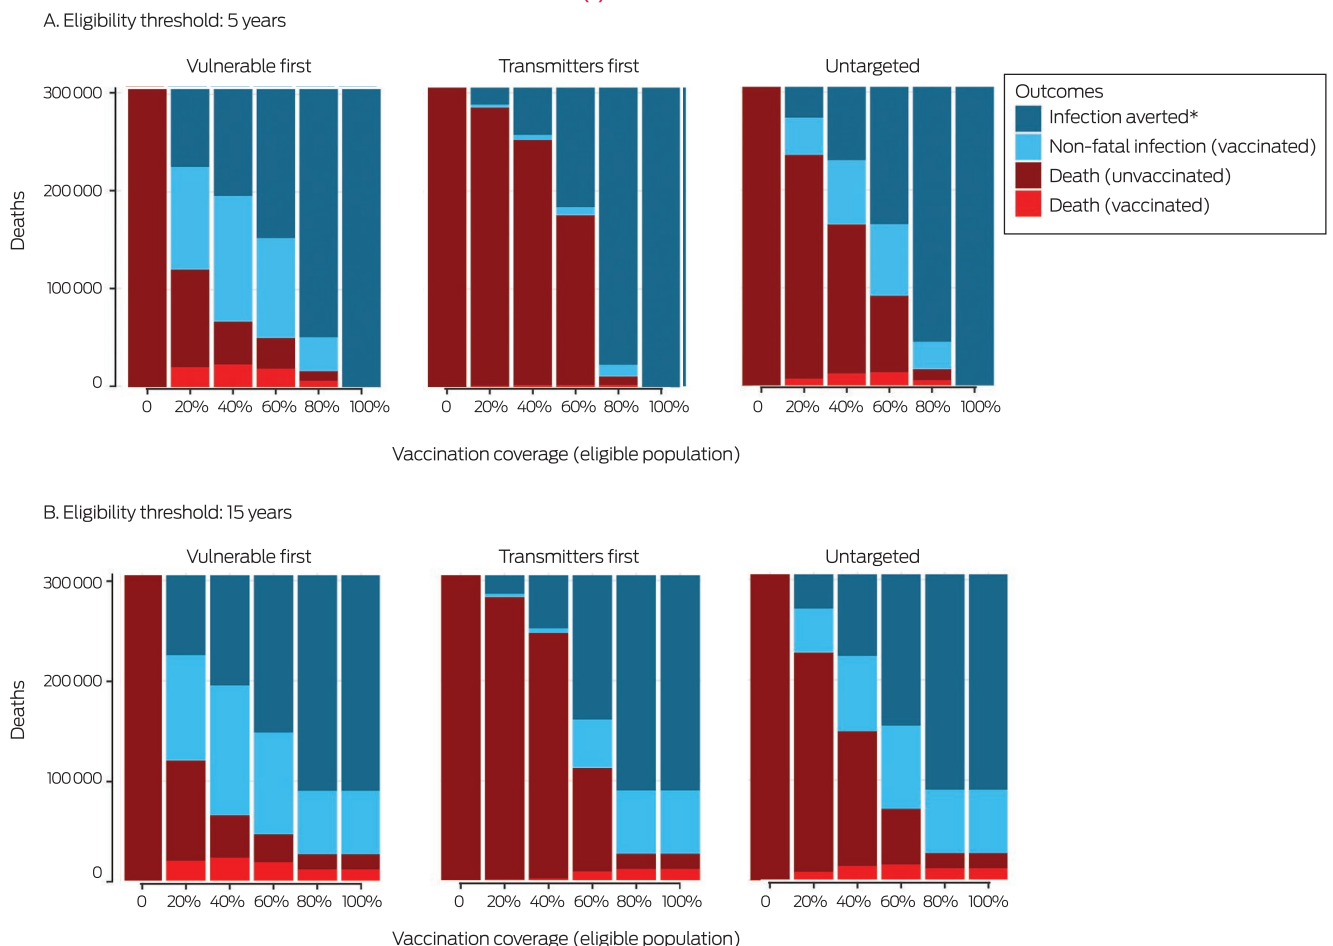 A. Eligibility threshold: 5 years
Vulnerable first
Transmitters first
Untargeted
Outcomes
Infection averted*
Non-fatal infection (vaccinated)
Death (unvaccinated)
Death (vaccinated)
Deaths
300 000
200 000
100 000
0
0 20% 40% 60% 80% 100%
0 20% 40% 60% 80% 100%
0 20% 40% 60% 80% 100%
Vaccination coverage (eligible population)
B. Eligibility threshold: 15 years
Vulnerable first
Transmitters first
Untargeted
Deaths
300 000
200 000
100 000
0
0 20% 40% 60% 80% 100%
0 20% 40% 60% 80% 100%
0 20% 40% 60% 80% 100%
Vaccination coverage (eligible population)